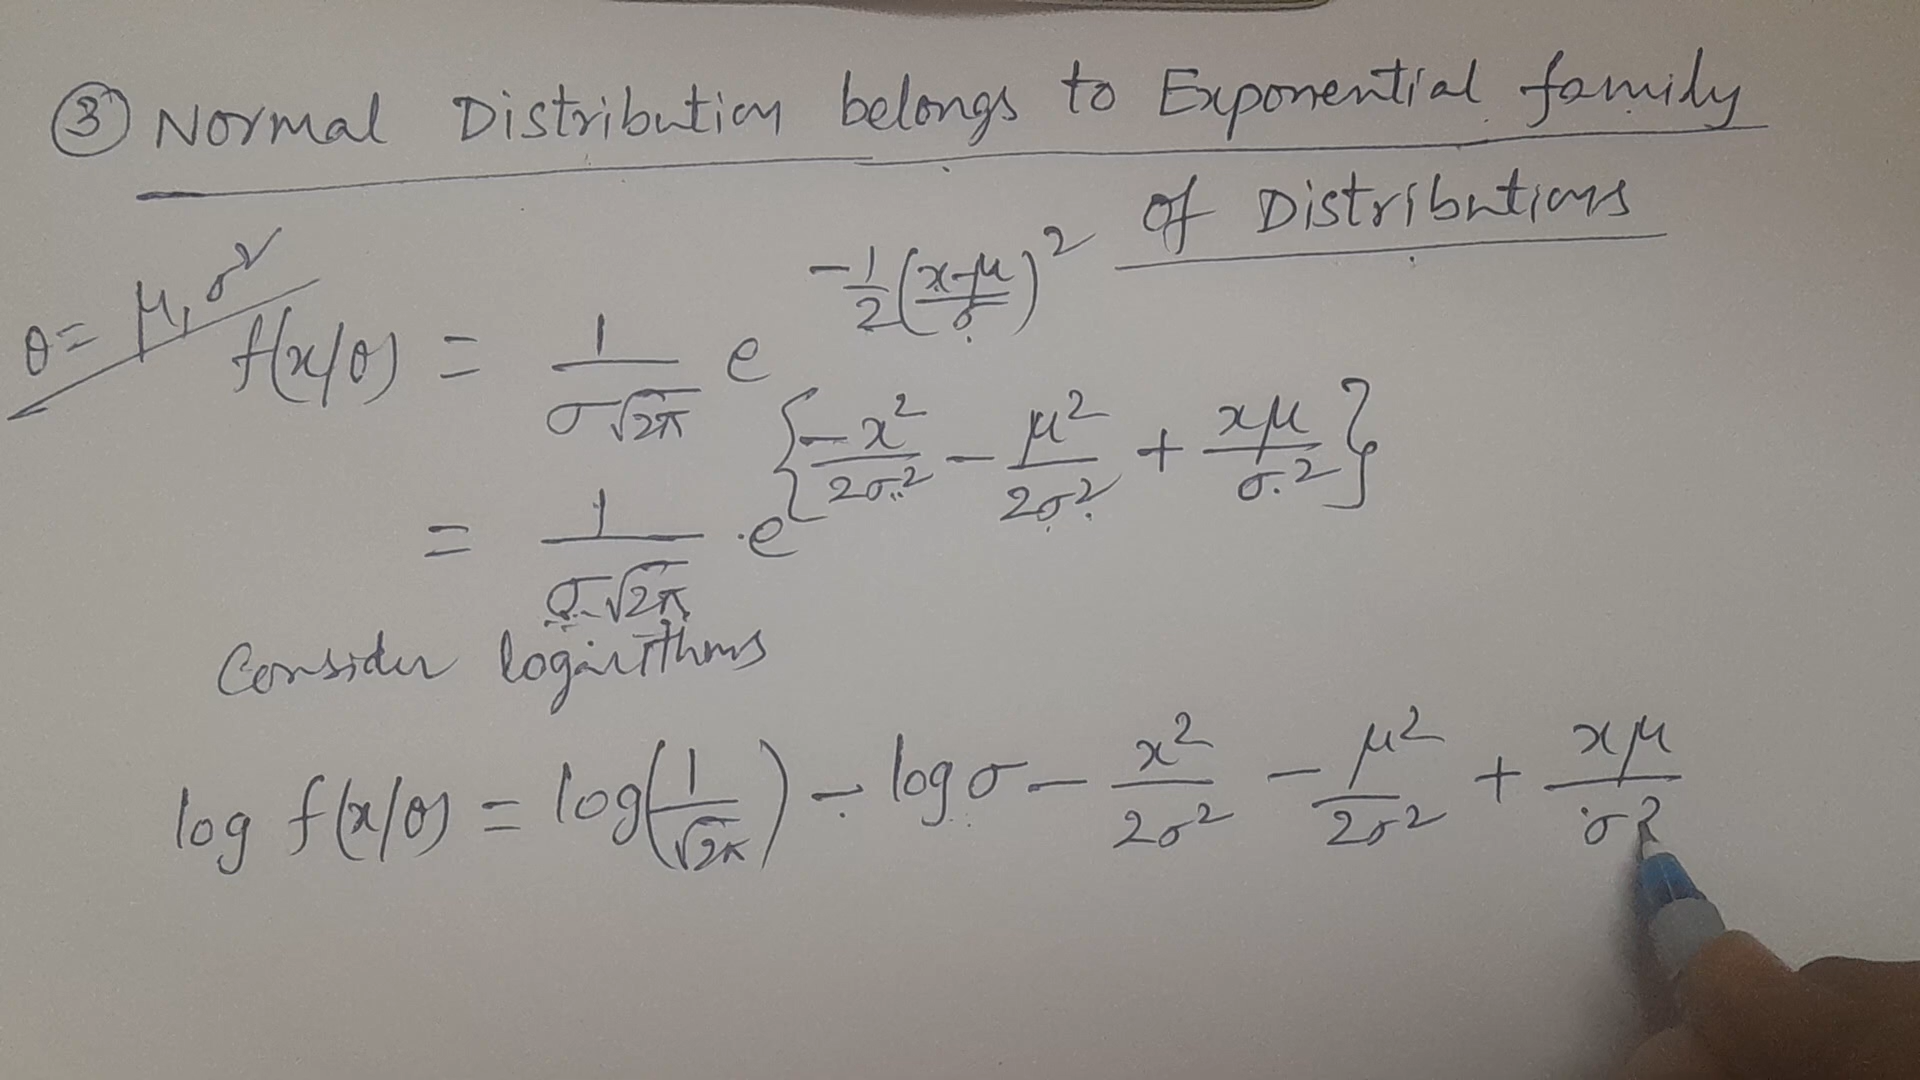 ③ Normal Distribution belongs to Exponential family
of Distributions
θ = μ, σ²
f(x/θ) = 1/(σ√2π) e^{-1/2 ((x-μ)/σ)²}
= 1/(σ√2π) . e^{-x²/2σ² - μ²/2σ² + xμ/σ²}
Consider logarithms
log f(x/θ) = log(1/√2π) - log σ - x²/2σ² - μ²/2σ² + xμ/σ²